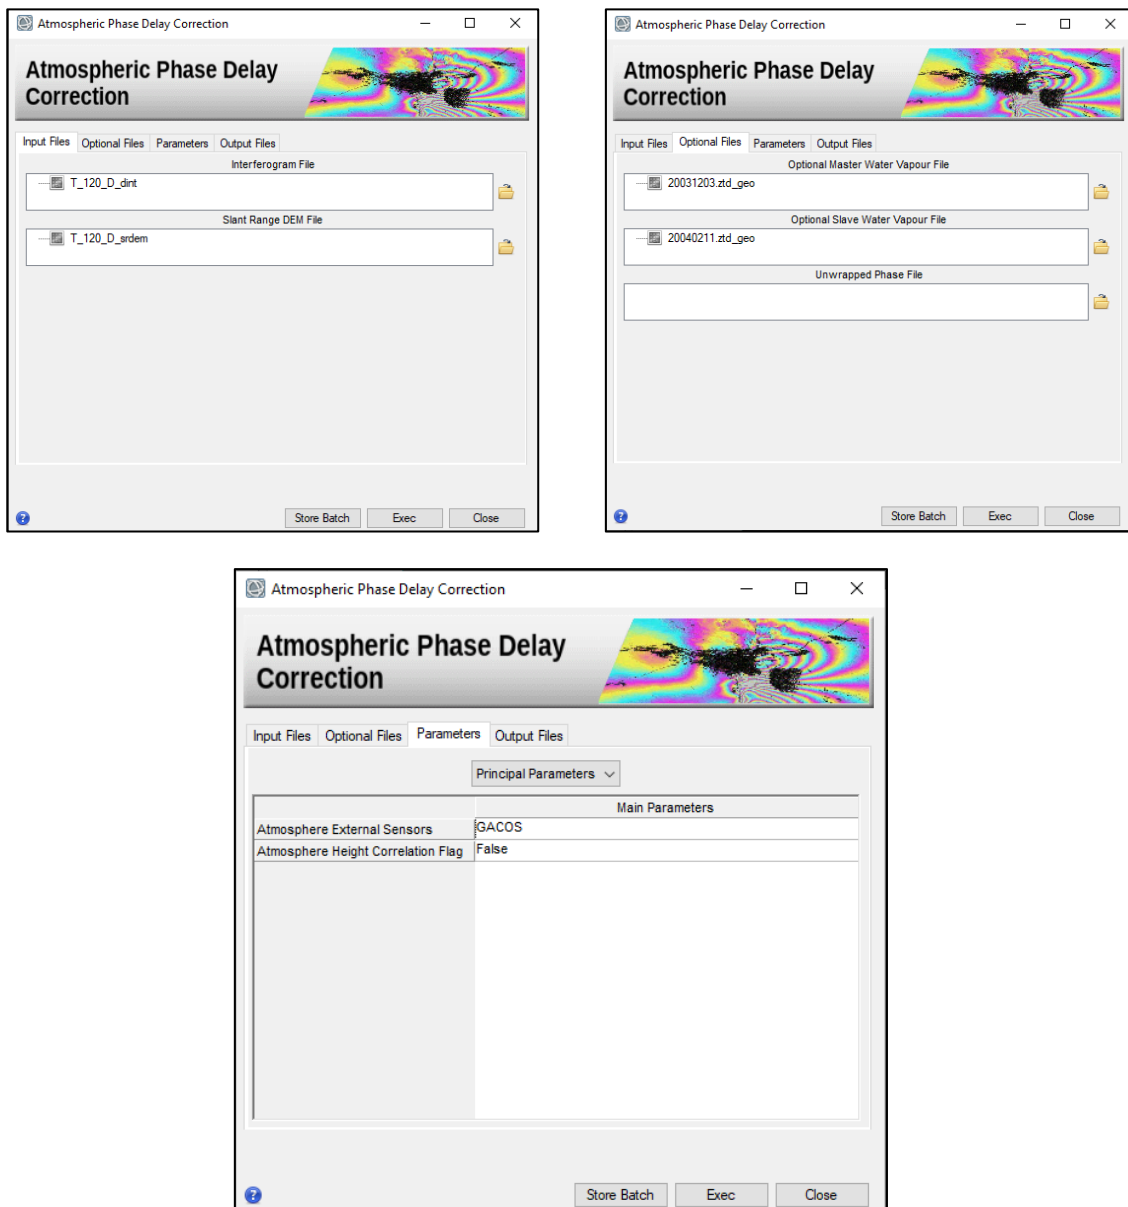 Atmospheric Phase Delay Correction
Atmospheric Phase Delay
Correction
Input Files Optional Files Parameters Output Files
Interferogram File
T_120_D_dint
Slant Range DEM File
T_120_D_srdem
Store Batch Exec Close
Atmospheric Phase Delay Correction
Atmospheric Phase Delay
Correction
Input Files Optional Files Parameters Output Files
Optional Master Water Vapour File
20031203.ztd_geo
Optional Slave Water Vapour File
20040211.ztd_geo
Unwrapped Phase File
Store Batch Exec Close
Atmospheric Phase Delay Correction
Atmospheric Phase Delay
Correction
Input Files Optional Files Parameters Output Files
Principal Parameters
Main Parameters
Atmosphere External Sensors GACOS
Atmosphere Height Correlation Flag False
Store Batch Exec Close